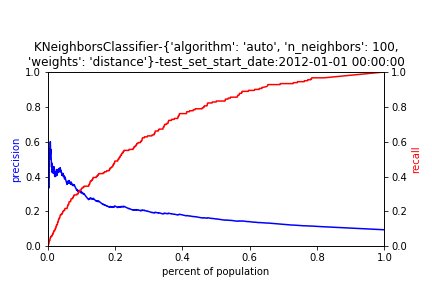 KNeighborsClassifier-{'algorithm': 'auto', 'n_neighbors': 100,
'weights': 'distance'}-test_set_start_date:2012-01-01 00:00:00
1.0
0.8
0.6
0.4
0.2
0.0
precision
1.0
0.8
0.6
0.4
0.2
0.0
recall
0.0 0.2 0.4 0.6 0.8 1.0
percent of population